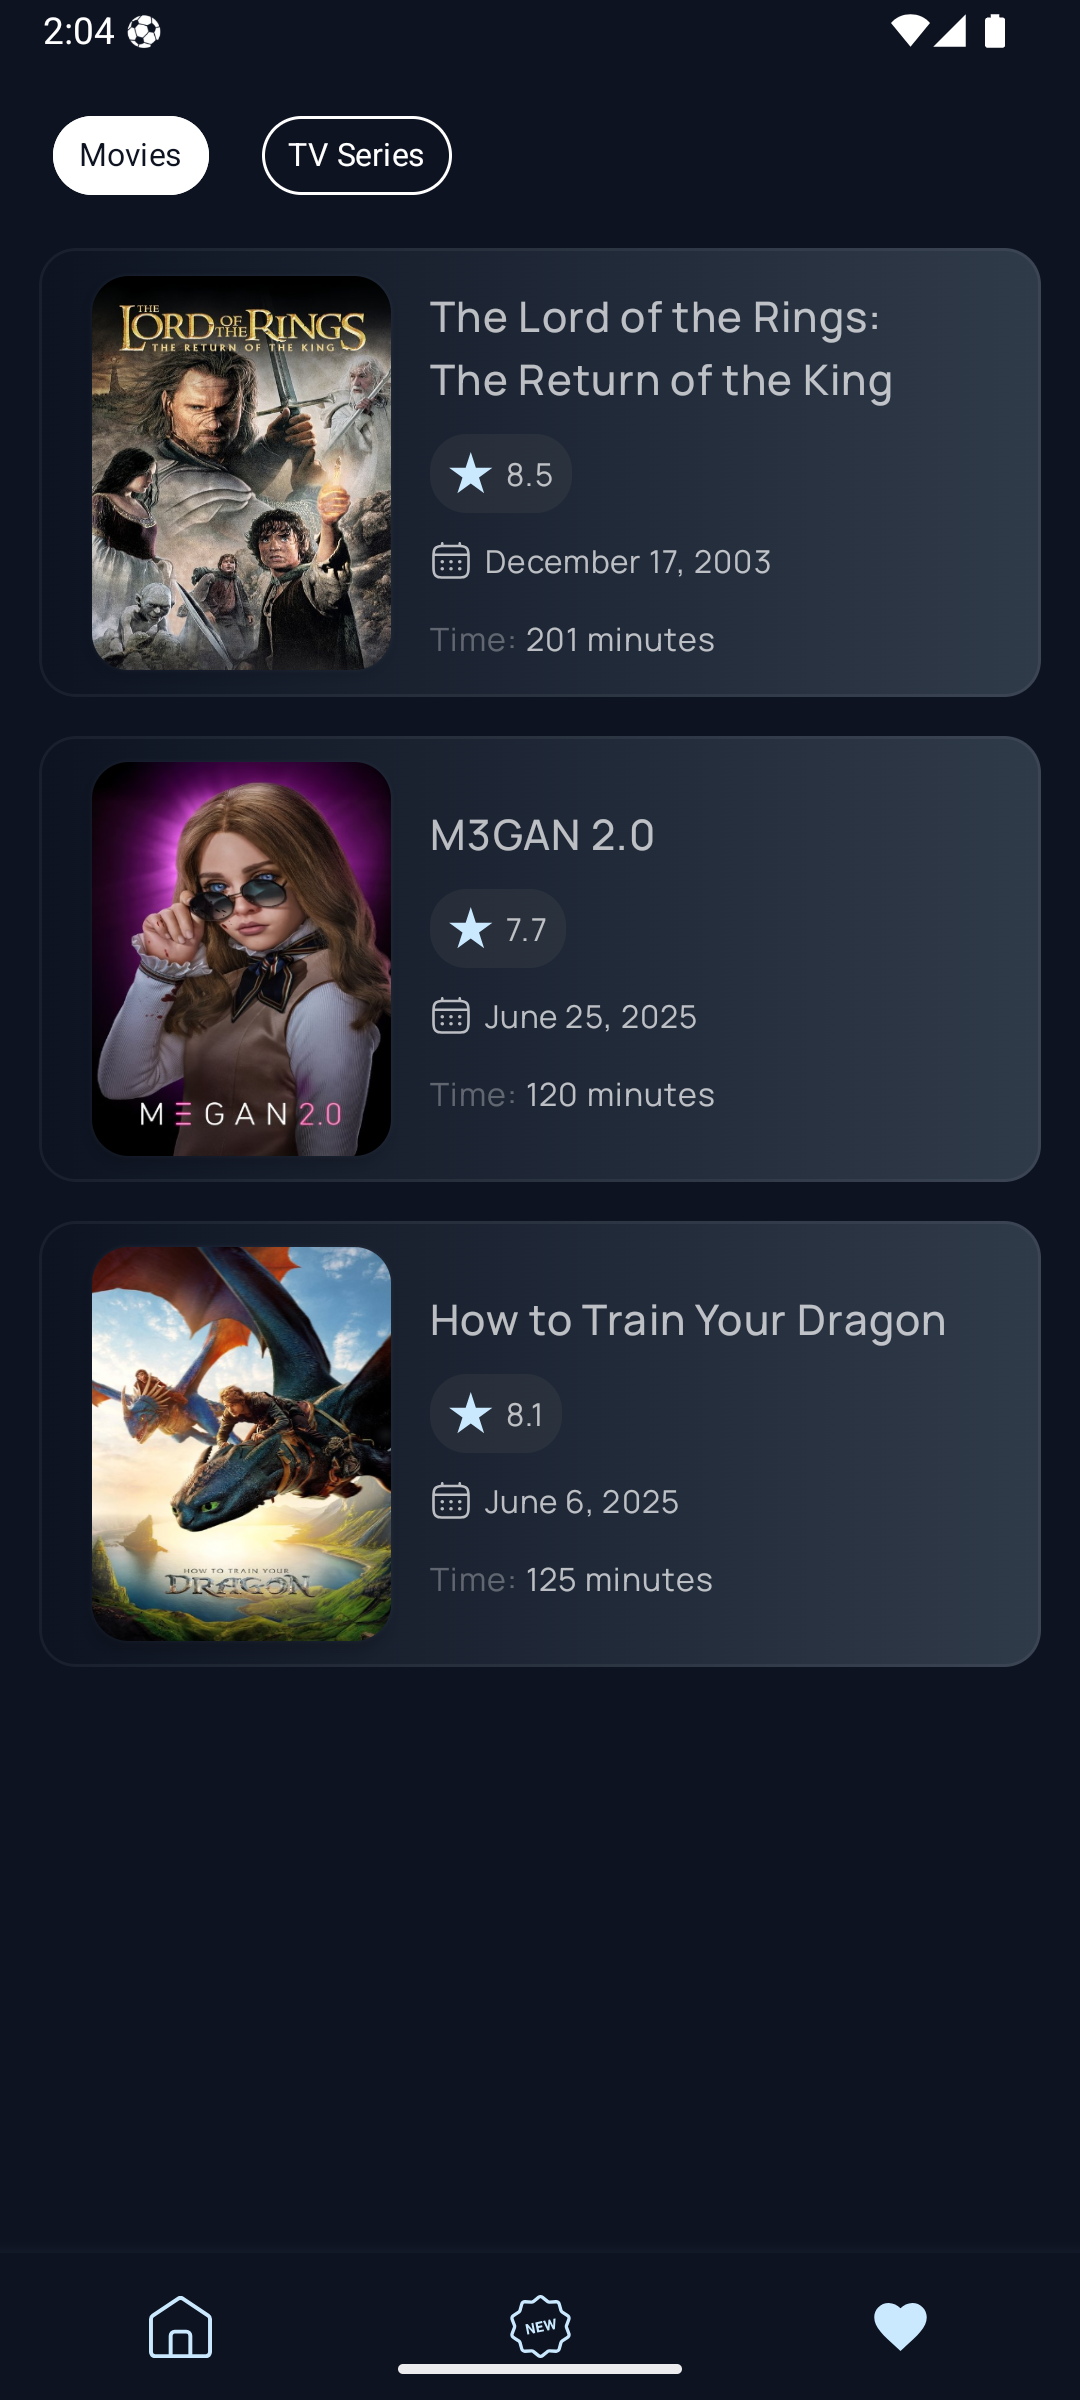 2:04
Movies
TV Series
THE
LORD OF THE RINGS
THE RETURN OF THE KING
The Lord of the Rings:
The Return of the King
8.5
December 17, 2003
Time: 201 minutes
MΞGAN 2.0
M3GAN 2.0
7.7
June 25, 2025
Time: 120 minutes
HOW TO TRAIN YOUR
DRAGON
How to Train Your Dragon
8.1
June 6, 2025
Time: 125 minutes
NEW